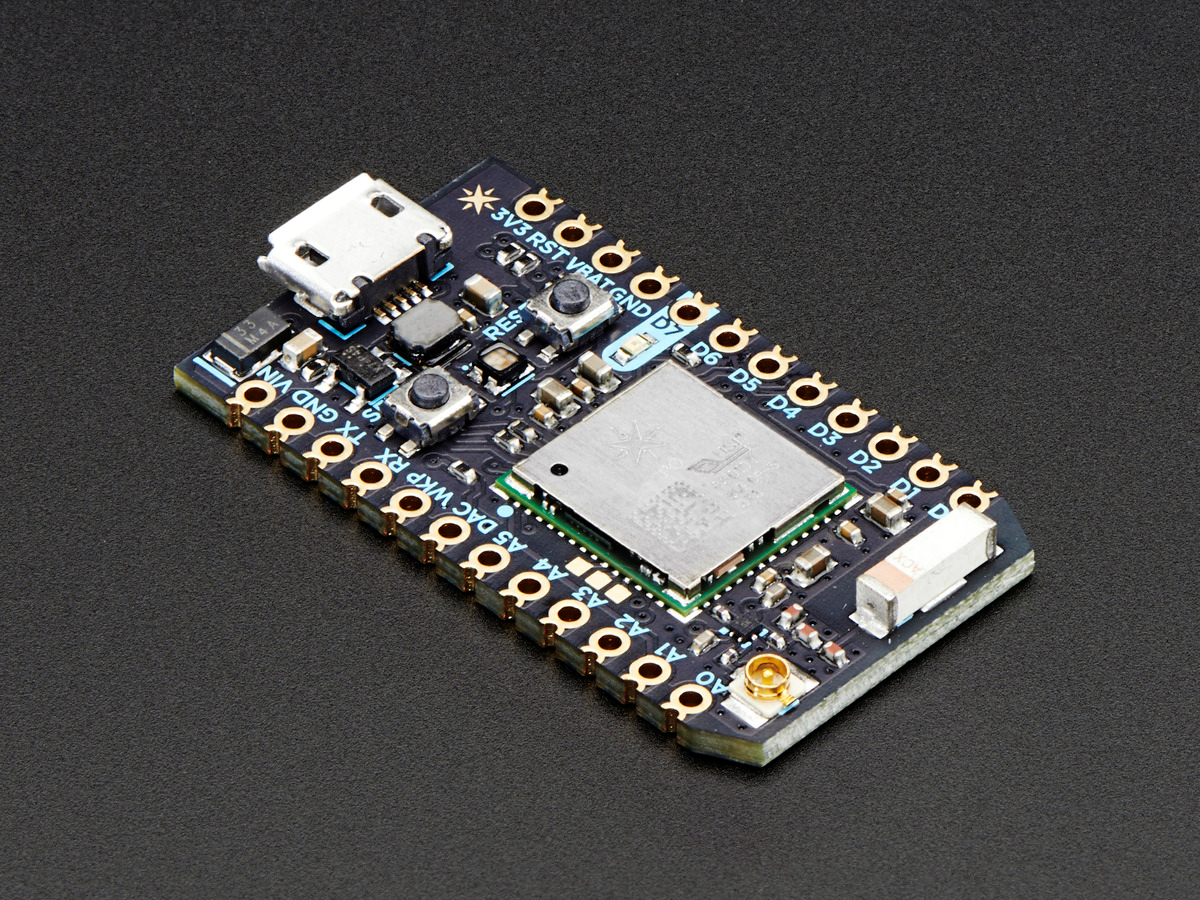 3V3
RST
VBAT
GND
D7
D6
D5
D4
D3
D2
D1
VIN
GND
TX
RX
WKP
DAC
A5
A4
A3
A2
A1
A0
ACX